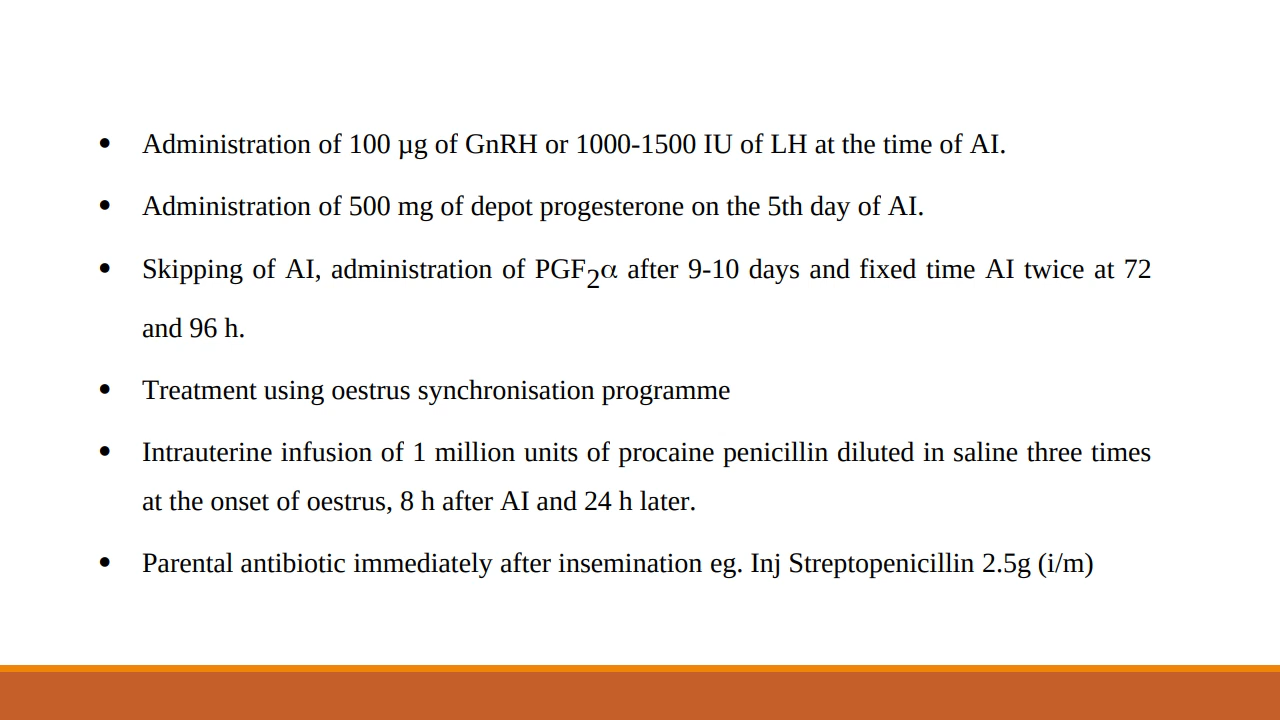 • Administration of 100 µg of GnRH or 1000-1500 IU of LH at the time of AI.
• Administration of 500 mg of depot progesterone on the 5th day of AI.
• Skipping of AI, administration of PGF2α after 9-10 days and fixed time AI twice at 72
and 96 h.
• Treatment using oestrus synchronisation programme
• Intrauterine infusion of 1 million units of procaine penicillin diluted in saline three times
at the onset of oestrus, 8 h after AI and 24 h later.
• Parental antibiotic immediately after insemination eg. Inj Streptopenicillin 2.5g (i/m)